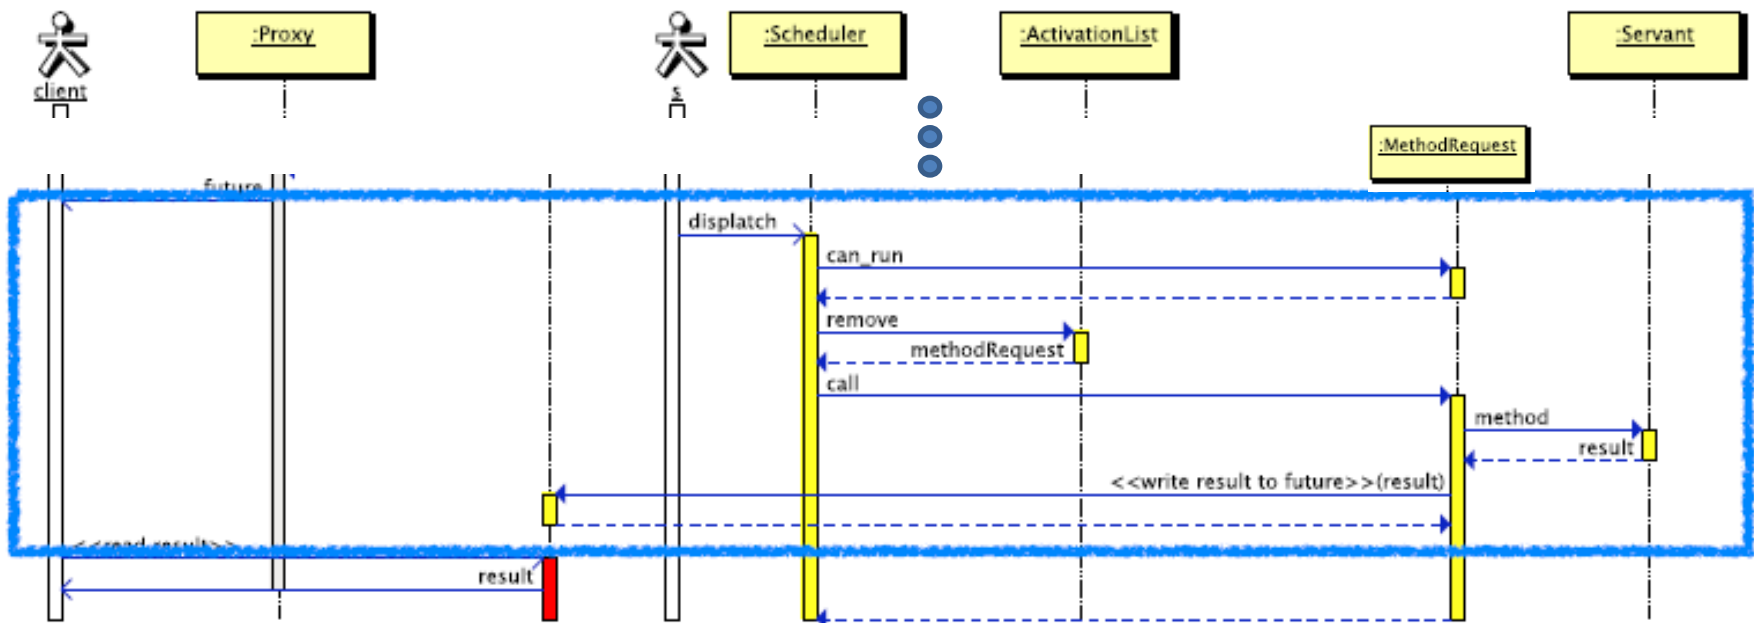 :Proxy
:Scheduler
:ActivationList
:Servant
client
s
:MethodRequest
future
displatch
can_run
remove
methodRequest
call
method
result
<<write result to future>>(result)
<<read result>>
result